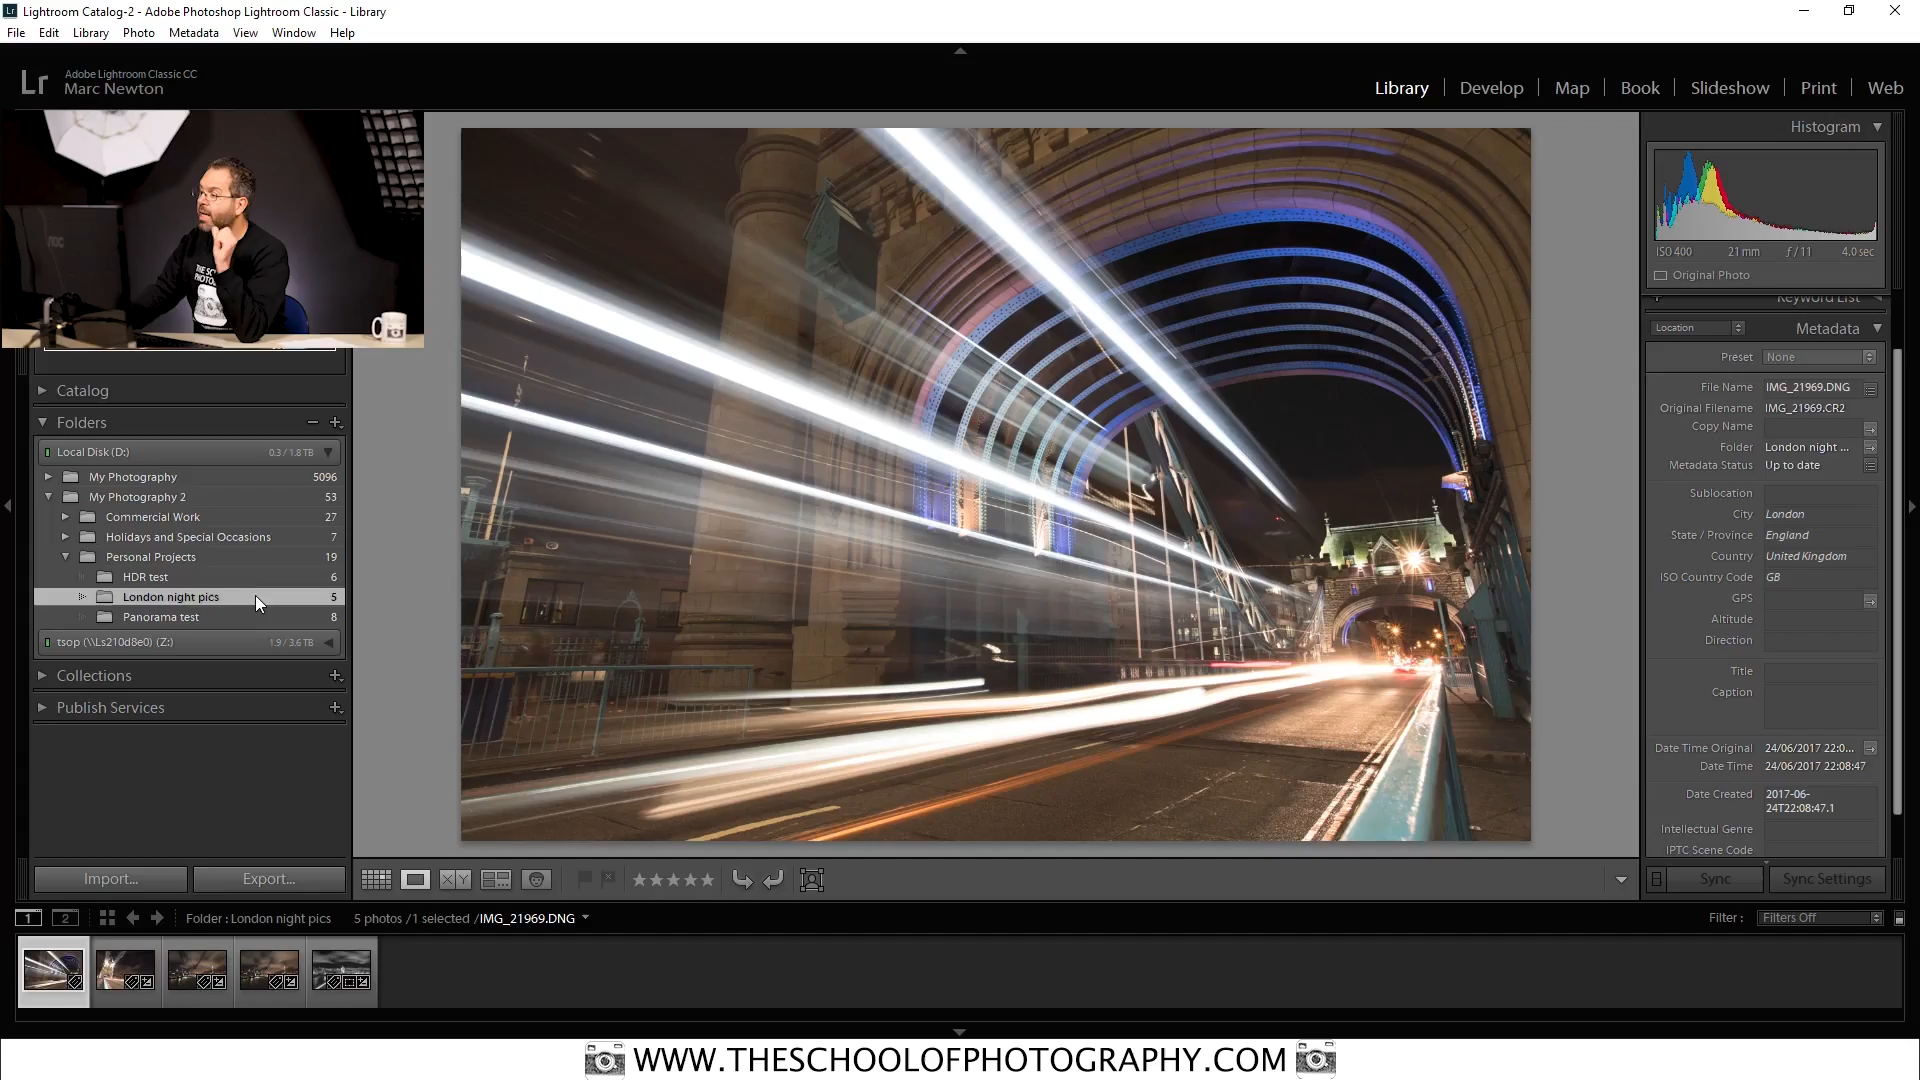 Lightroom Catalog-2 - Adobe Photoshop Lightroom Classic - Library
File Edit Library Photo Metadata View Window Help
Lr
Adobe Lightroom Classic CC
Marc Newton
Library Develop Map Book Slideshow Print Web
Histogram
ISO 400 21 mm f / 11 4.0 sec
Original Photo
Keyword List
Location Metadata
Preset None
File Name IMG_21969.DNG
Original Filename IMG_21969.CR2
Copy Name
Folder London night ...
Metadata Status Up to date
Sublocation
City London
State / Province England
Country United Kingdom
ISO Country Code GB
GPS
Altitude
Direction
Title
Caption
Date Time Original 24/06/2017 22:0...
Date Time 24/06/2017 22:08:47
Date Created 2017-06-
24T22:08:47.1
Intellectual Genre
IPTC Scene Code
Sync Sync Settings
Catalog
Folders
Local Disk (D:) 0.3 / 1.8 TB
My Photography 5096
My Photography 2 53
Commercial Work 27
Holidays and Special Occasions 7
Personal Projects 19
HDR test 6
London night pics 5
Panorama test 8
tsop (\\Ls210d8e0) (Z:) 1.9 / 3.6 TB
Collections
Publish Services
Import... Export...
X Y
1 2 Folder : London night pics 5 photos / 1 selected / IMG_21969.DNG
Filter : Filters Off
WWW.THESCHOOLOFPHOTOGRAPHY.COM